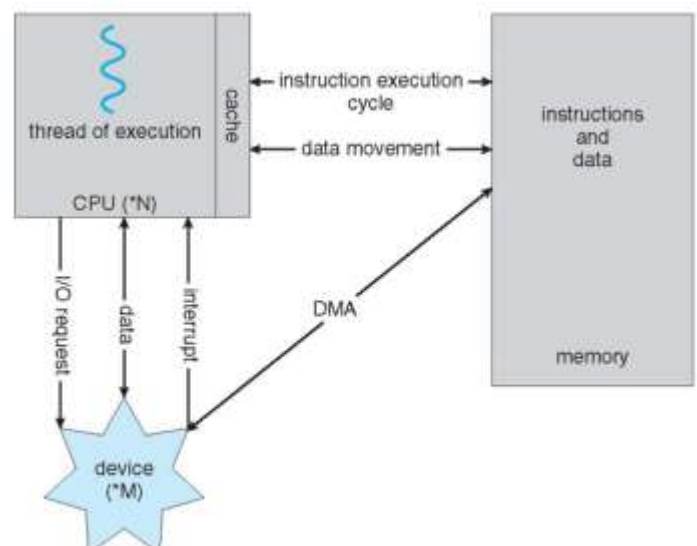 thread of execution
cache
CPU (*N)
instruction execution
cycle
data movement
instructions
and
data
memory
I/O request
data
interrupt
DMA
device
(*M)